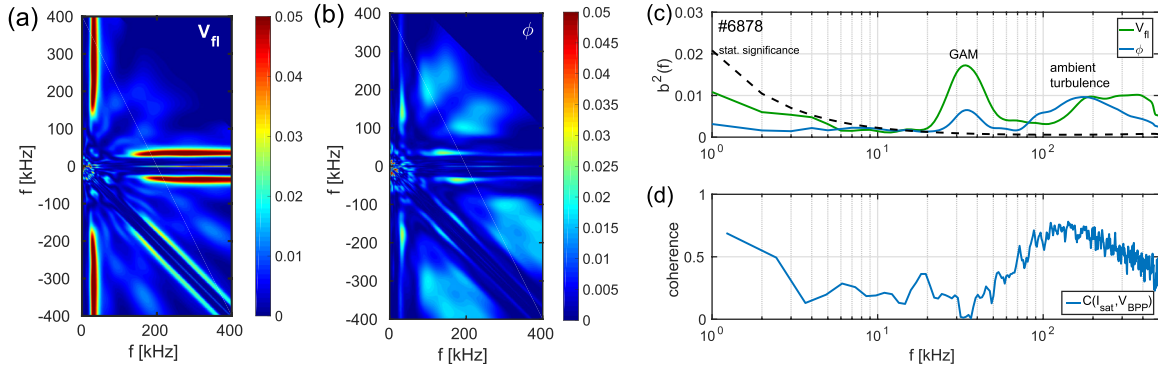 (a)
V_fl
400
300
200
100
0
-100
-200
-300
-400
f [kHz]
0
200
400
f [kHz]
0.05
0.04
0.03
0.02
0.01
0
(b)
ϕ
400
300
200
100
0
-100
-200
-300
-400
f [kHz]
0
200
400
f [kHz]
0.05
0.045
0.04
0.035
0.03
0.025
0.02
0.015
0.01
0.005
0
(c)
#6878
stat. significance
GAM
ambient
turbulence
V_fl
ϕ
b²(f)
0.03
0.02
0.01
0
10⁰
10¹
10²
(d)
coherence
1
0.5
0
C(I_sat,V_BPP)
10⁰
10¹
10²
f [kHz]